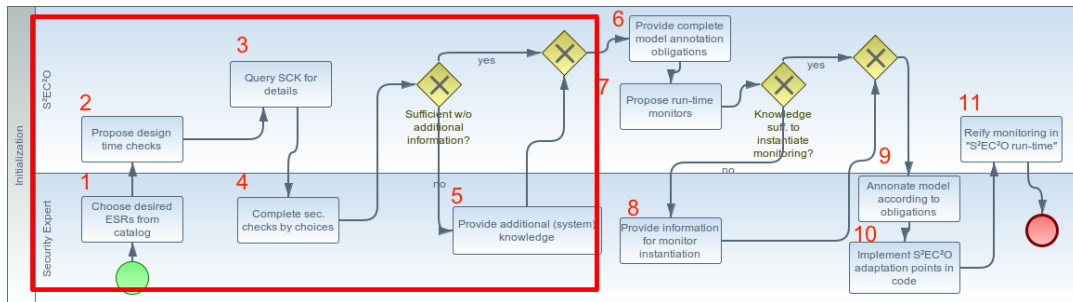 Initialization
S²EC²O
Security Expert
1
Choose desired
ESRs from
catalog
2
Propose design
time checks
3
Query SCK for
details
4
Complete sec.
checks by choices
Sufficient w/o
additional
information?
yes
no
5
Provide additional (system)
knowledge
6
Provide complete
model annotation
obligations
7
Propose run-time
monitors
Knowledge
suff. to
instantiate
monitoring?
yes
no
8
Provide information
for monitor
instantiation
9
Annonate model
according to
obligations
10
Implement S²EC²O
adaptation points in
code
11
Reify monitoring in
"S²EC²O run-time"